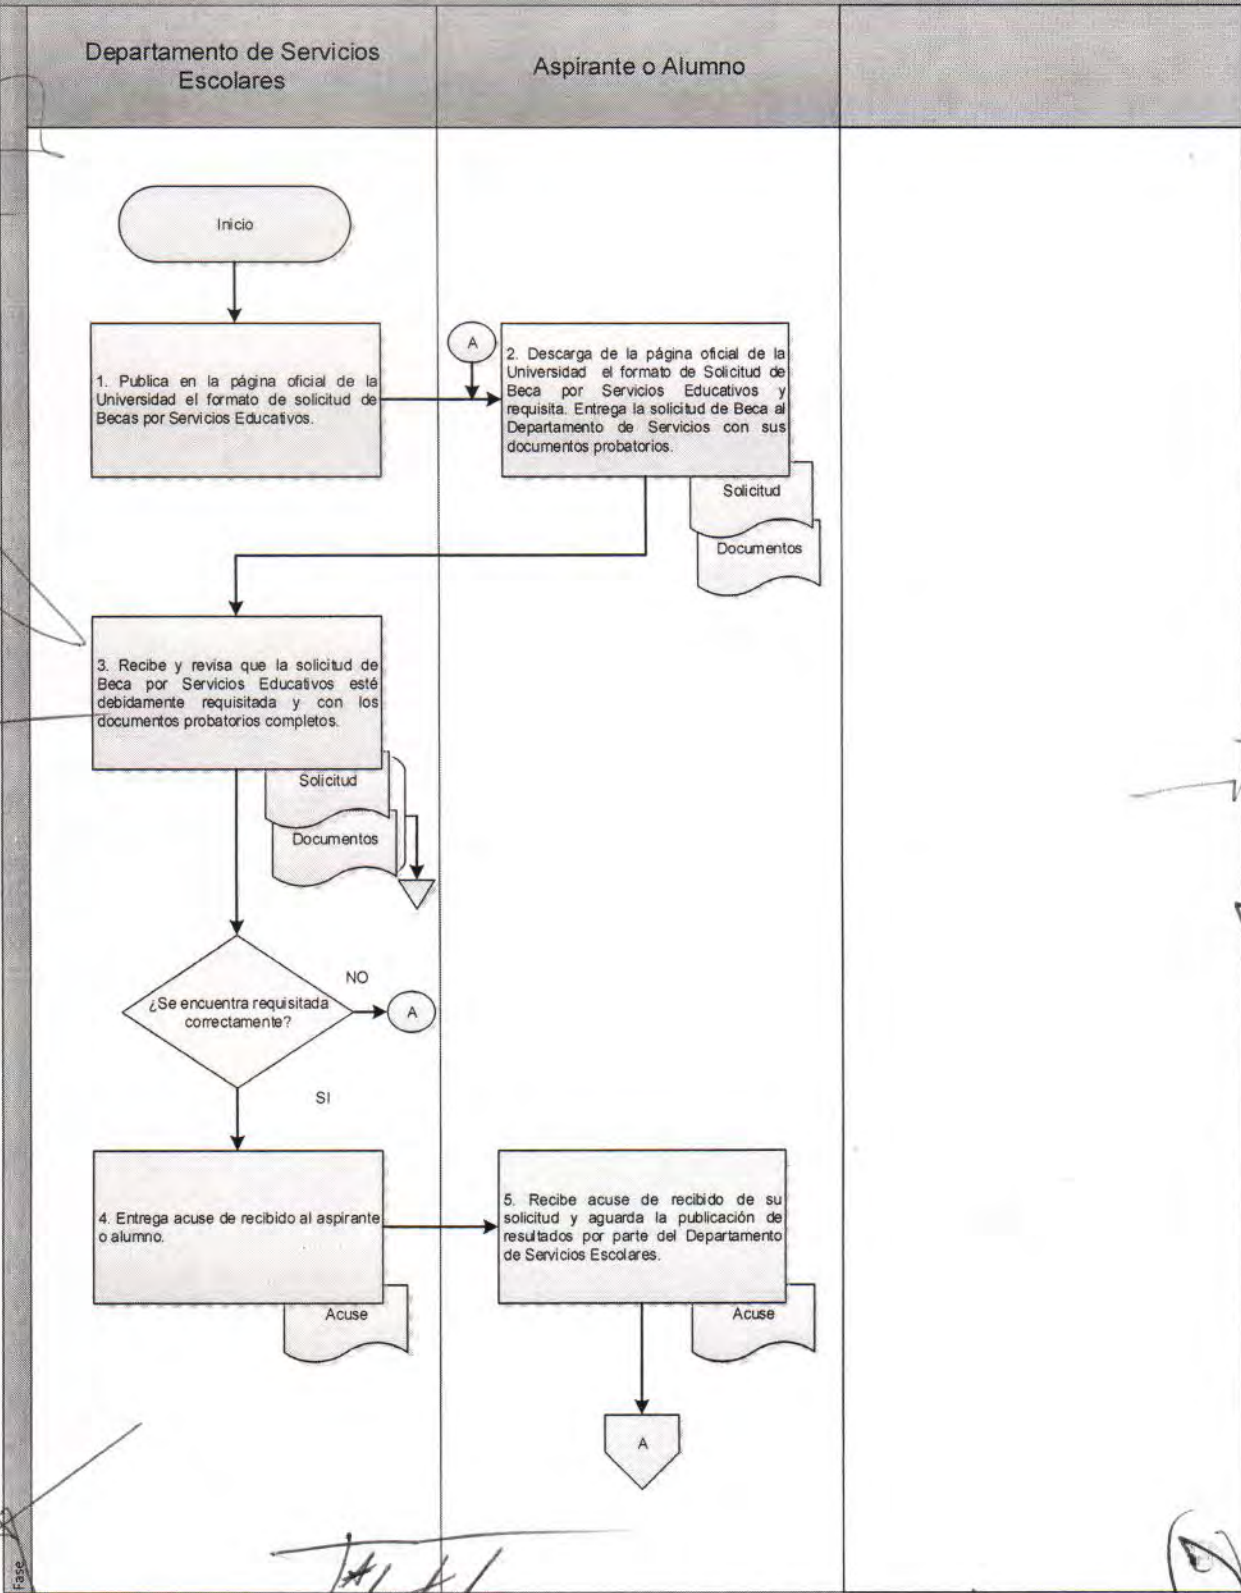 Departamento de Servicios
Escolares
Aspirante o Alumno
Inicio
1. Publica en la página oficial de la
Universidad el formato de solicitud de
Becas por Servicios Educativos.
A
2. Descarga de la página oficial de la
Universidad el formato de Solicitud de
Beca por Servicios Educativos y
requisita. Entrega la solicitud de Beca al
Departamento de Servicios con sus
documentos probatorios.
Solicitud
Documentos
3. Recibe y revisa que la solicitud de
Beca por Servicios Educativos esté
debidamente requisitada y con los
documentos probatorios completos.
Solicitud
Documentos
¿Se encuentra requisitada
correctamente?
NO
A
SI
4. Entrega acuse de recibido al aspirante
o alumno.
Acuse
5. Recibe acuse de recibido de su
solicitud y aguarda la publicación de
resultados por parte del Departamento
de Servicios Escolares.
Acuse
A
Fase